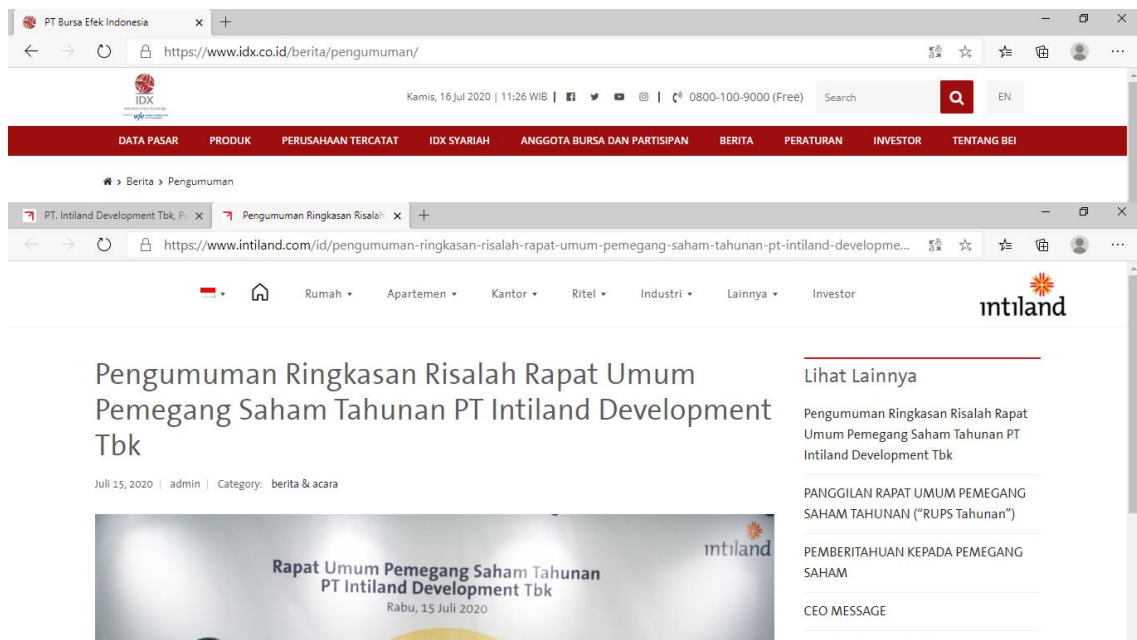 PT Bursa Efek Indonesia
https://www.idx.co.id/berita/pengumuman/
IDX
Indonesia Stock Exchange
Kamis, 16 Jul 2020 | 11:26 WIB | | 0800-100-9000 (Free) Search EN
DATA PASAR PRODUK PERUSAHAAN TERCATAT IDX SYARIAH ANGGOTA BURSA DAN PARTISIPAN BERITA PERATURAN INVESTOR TENTANG BEI
> Berita > Pengumuman
PT. Intiland Development Tbk, Pengumuman Ringkasan Risalah
https://www.intiland.com/id/pengumuman-ringkasan-risalah-rapat-umum-pemegang-saham-tahunan-pt-intiland-developme...
Rumah Apartemen Kantor Ritel Industri Lainnya Investor
intiland
Pengumuman Ringkasan Risalah Rapat Umum
Pemegang Saham Tahunan PT Intiland Development
Tbk
Juli 15, 2020 | admin | Category: berita & acara
intiland
Rapat Umum Pemegang Saham Tahunan
PT Intiland Development Tbk
Rabu, 15 Juli 2020
Lihat Lainnya
Pengumuman Ringkasan Risalah Rapat
Umum Pemegang Saham Tahunan PT
Intiland Development Tbk
PANGGILAN RAPAT UMUM PEMEGANG
SAHAM TAHUNAN (“RUPS Tahunan”)
PEMBERITAHUAN KEPADA PEMEGANG
SAHAM
CEO MESSAGE